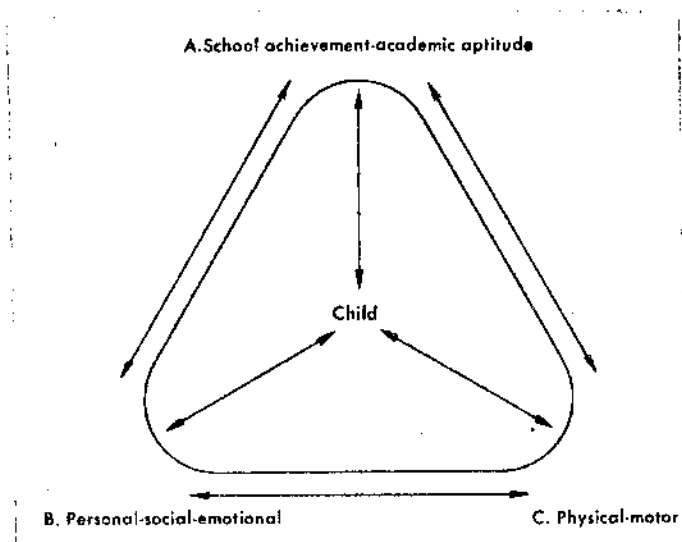 A.School achievement-academic aptitude
Child
B. Personal-social-emotional
C. Physical-motor